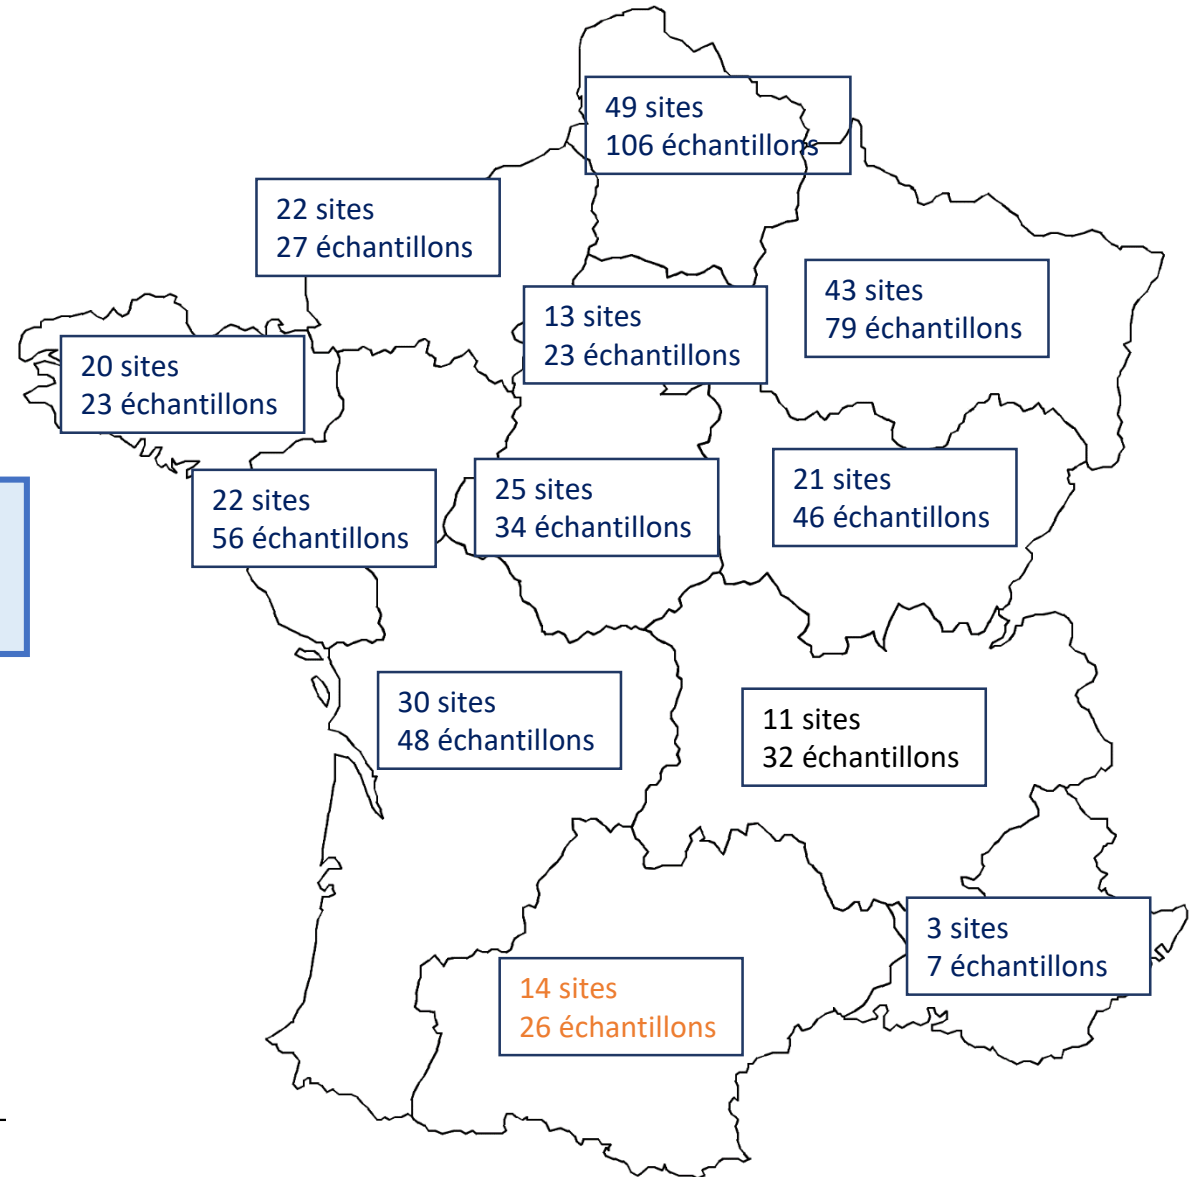 49 sites
106 échantillons
22 sites
27 échantillons
43 sites
79 échantillons
13 sites
23 échantillons
20 sites
23 échantillons
22 sites
56 échantillons
25 sites
34 échantillons
21 sites
46 échantillons
30 sites
48 échantillons
11 sites
32 échantillons
3 sites
7 échantillons
14 sites
26 échantillons